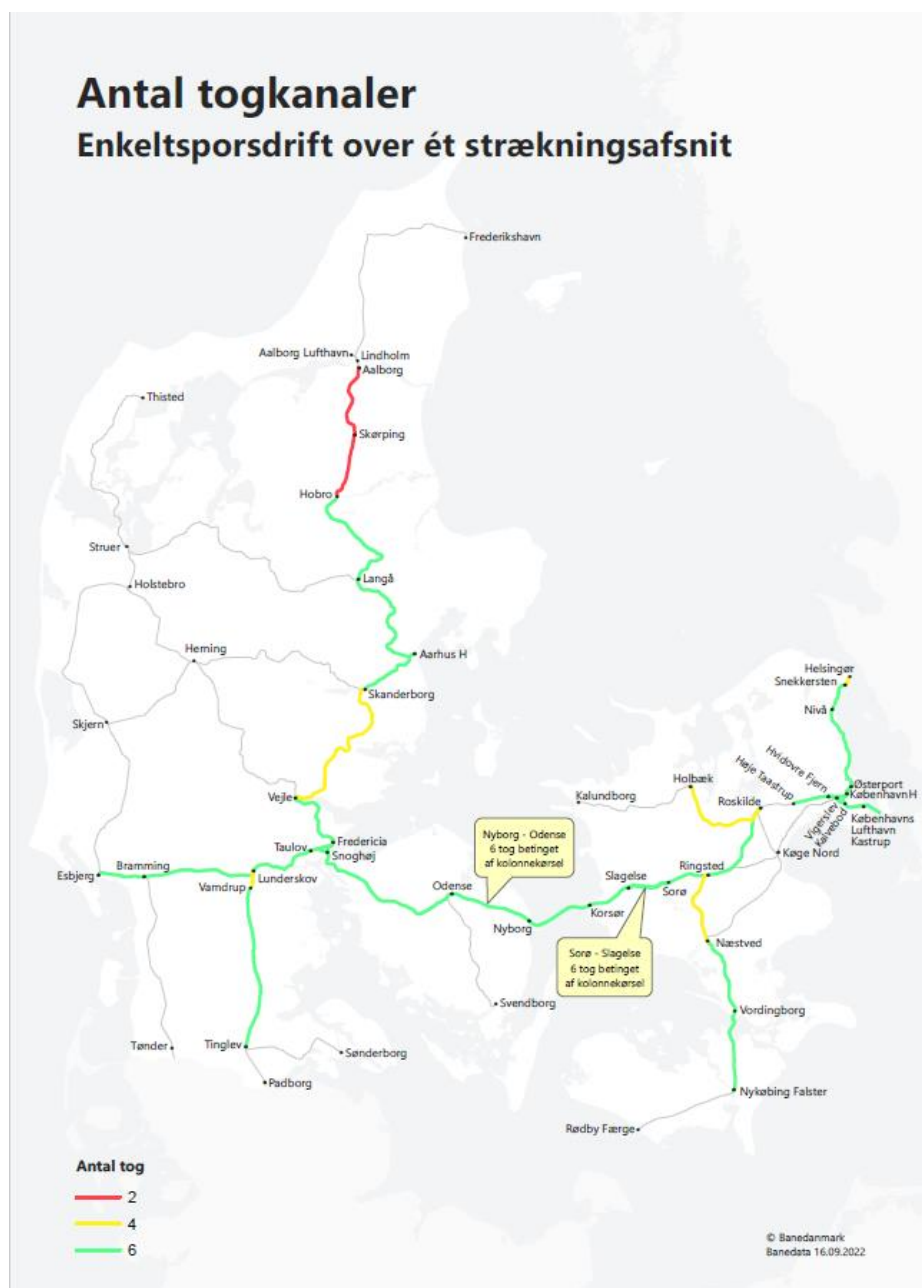 Antal togkanaler
Enkeltsporsdrift over ét strækningsafsnit
Frederikshavn
Aalborg Lufthavn
Lindholm
Aalborg
Thisted
Skørping
Hobro
Struer
Langå
Holstebro
Herning
Aarhus H
Skanderborg
Helsingør
Snekkersten
Nivå
Skjern
Hvidovre Fjern
Høje Taastrup
Østerport
København H
Holbæk
Roskilde
Kalundborg
Vejle
Vigerslev
Kalvebod
Københavns
Lufthavn
Kastrup
Nyborg - Odense
6 tog betinget
af kolonnekørsel
Fredericia
Taulov
Snoghøj
Køge Nord
Esbjerg
Bramming
Lunderskov
Vamdrup
Odense
Slagelse
Ringsted
Sorø
Korsør
Nyborg
Næstved
Sorø - Slagelse
6 tog betinget
af kolonnekørsel
Svendborg
Vordingborg
Tønder
Tinglev
Sønderborg
Padborg
Nykøbing Falster
Rødby Færge
Antal tog
2
4
6
© Banedanmark
Banedata 16.09.2022